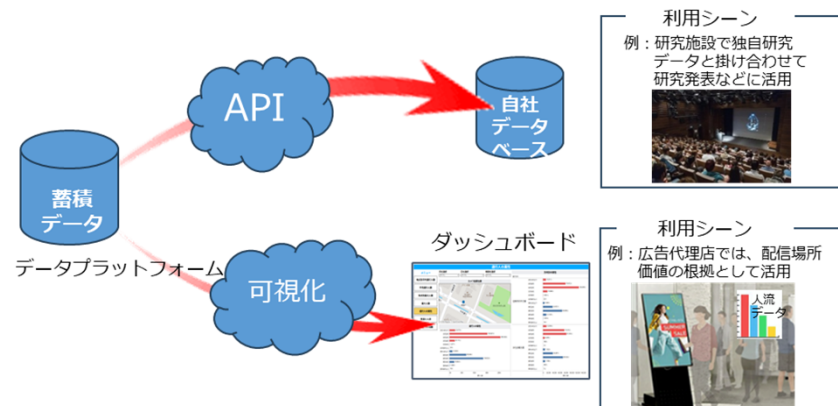 利用シーン
例：研究施設で独自研究
データと掛け合わせて
研究発表などに活用
API
自社
データ
ベース
蓄積
データ
データプラットフォーム
可視化
ダッシュボード
利用シーン
例：広告代理店では、配信場所
価値の根拠として活用
人流
データ
SUMMER
SALE